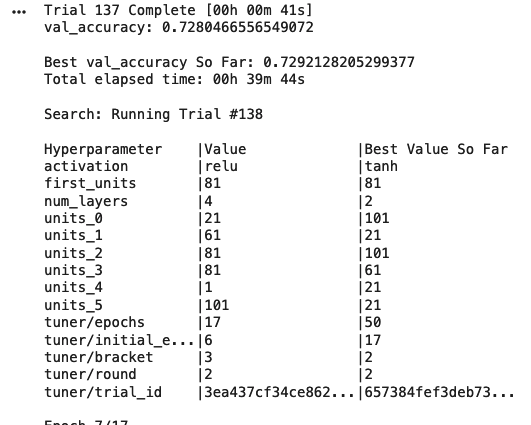 ... Trial 137 Complete [00h 00m 41s]
val_accuracy: 0.7280466556549072
Best val_accuracy So Far: 0.7292128205299377
Total elapsed time: 00h 39m 44s
Search: Running Trial #138
Hyperparameter |Value |Best Value So Far
activation |relu |tanh
first_units |81 |81
num_layers |4 |2
units_0 |21 |101
units_1 |61 |21
units_2 |81 |101
units_3 |81 |61
units_4 |1 |21
units_5 |101 |21
tuner/epochs |17 |50
tuner/initial_e...|6 |17
tuner/bracket |3 |2
tuner/round |2 |2
tuner/trial_id |3ea437cf34ce862...|657384fef3deb73...
Epoch 7/17